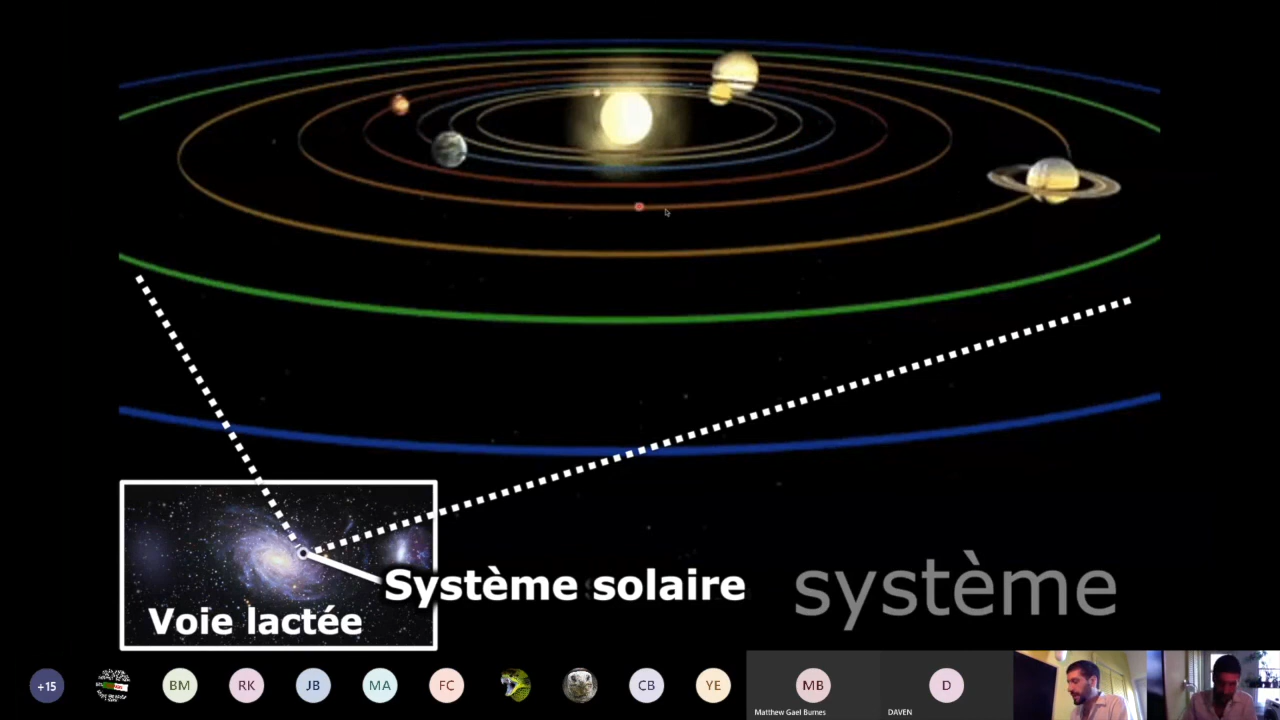 Système solaire
système
Voie lactée
+15
BM
RK
JB
MA
FC
CB
YE
MB
D
Matthew Gael Burnes
DAVEN